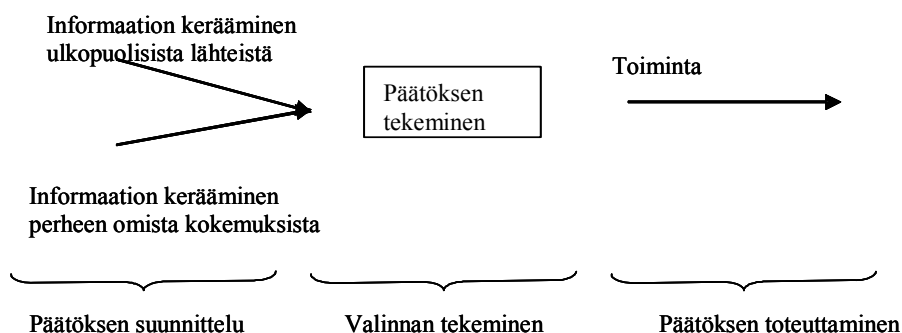 Informaation kerääminen
ulkopuolisista lähteistä
Päätöksen
tekeminen
Toiminta
Informaation kerääminen
perheen omista kokemuksista
Päätöksen suunnittelu
Valinnan tekeminen
Päätöksen toteuttaminen